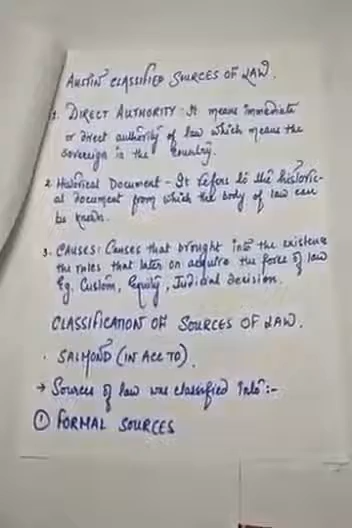 AUSTIN CLASSIFIED SOURCES OF LAW.
1. DIRECT AUTHORITY :- It means immediate
or direct authority of law which means the
sovereign in the country.
2. Historical Document - It refers to the historic-
al document from which the body of law can
be known.
3. CAUSES: Causes that brought into the existence
the rules that later on acquire the force of law
Eg. Custom, Equity, Judicial decision.
CLASSIFICATION OF SOURCES OF LAW.
. SALMOND (IN ACC TO).
→ Sources of law was classified into :-
① FORMAL SOURCES